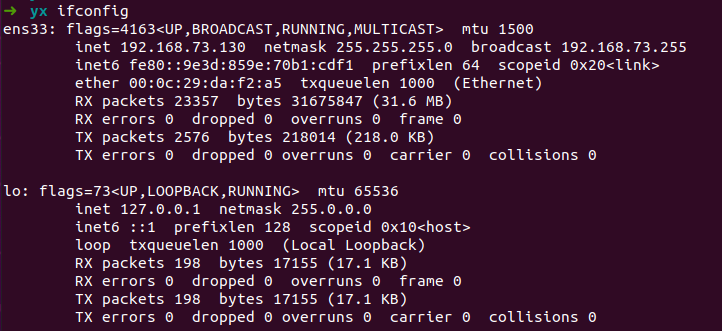 ➜ yx ifconfig
ens33: flags=4163<UP,BROADCAST,RUNNING,MULTICAST>  mtu 1500
        inet 192.168.73.130  netmask 255.255.255.0  broadcast 192.168.73.255
        inet6 fe80::9e3d:859e:70b1:cdf1  prefixlen 64  scopeid 0x20<link>
        ether 00:0c:29:da:f2:a5  txqueuelen 1000  (Ethernet)
        RX packets 23357  bytes 31675847 (31.6 MB)
        RX errors 0  dropped 0  overruns 0  frame 0
        TX packets 2576  bytes 218014 (218.0 KB)
        TX errors 0  dropped 0 overruns 0  carrier 0  collisions 0

lo: flags=73<UP,LOOPBACK,RUNNING>  mtu 65536
        inet 127.0.0.1  netmask 255.0.0.0
        inet6 ::1  prefixlen 128  scopeid 0x10<host>
        loop  txqueuelen 1000  (Local Loopback)
        RX packets 198  bytes 17155 (17.1 KB)
        RX errors 0  dropped 0  overruns 0  frame 0
        TX packets 198  bytes 17155 (17.1 KB)
        TX errors 0  dropped 0 overruns 0  carrier 0  collisions 0